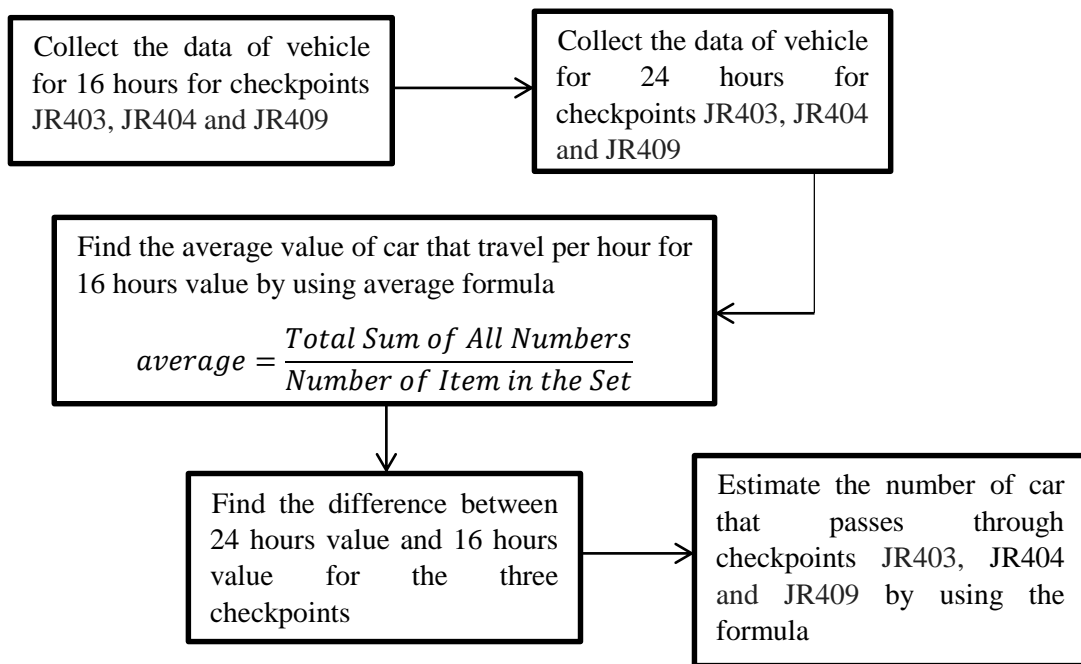 Collect the data of vehicle
for 16 hours for checkpoints
JR403, JR404 and JR409
Collect the data of vehicle
for 24 hours for
checkpoints JR403, JR404
and JR409
Find the average value of car that travel per hour for
16 hours value by using average formula
average = Total Sum of All Numbers
Number of Item in the Set
Find the difference between
24 hours value and 16 hours
value for the three
checkpoints
Estimate the number of car
that passes through
checkpoints JR403, JR404
and JR409 by using the
formula